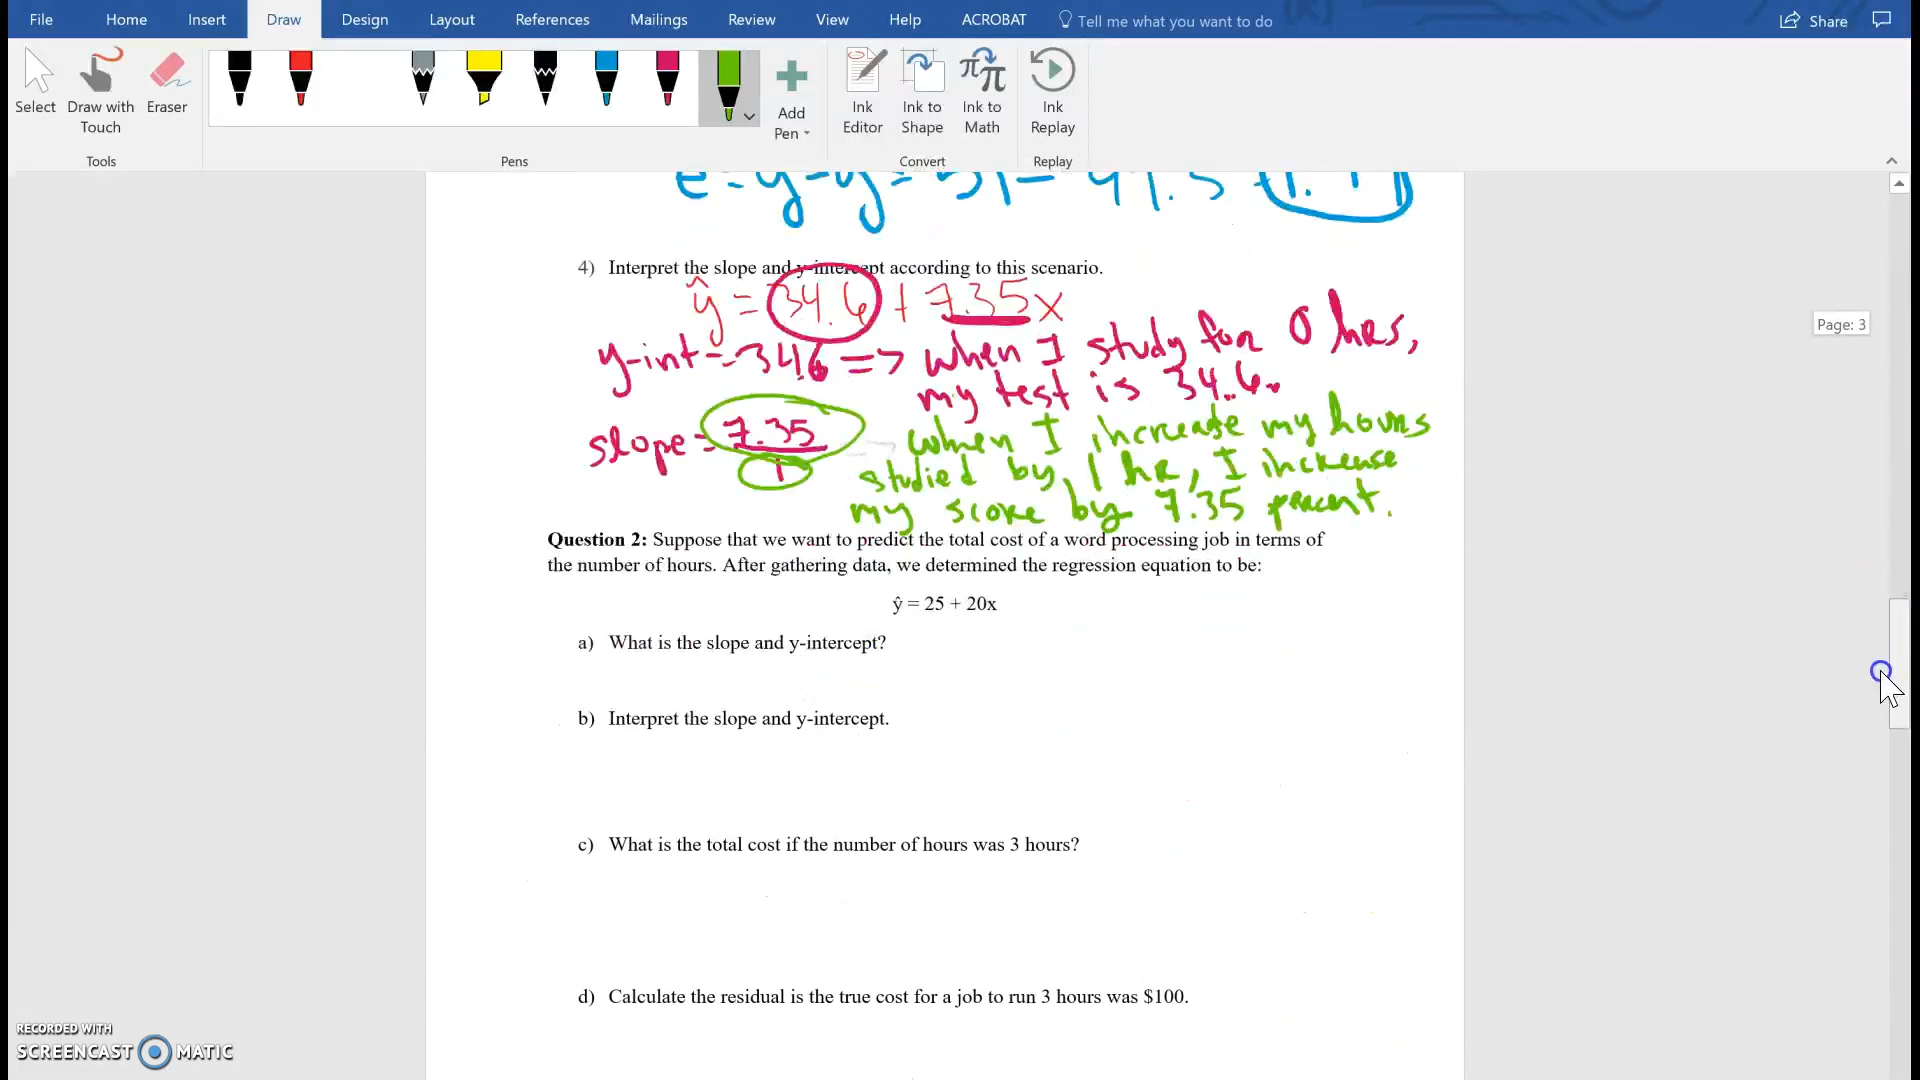 File Home Insert Draw Design Layout References Mailings Review View Help ACROBAT Tell me what you want to do Share
Select Draw with Touch Eraser Add Pen Ink Editor Ink to Shape Ink to Math Ink Replay
Tools Pens Convert Replay
e = y - ŷ = 51 - 49.3
4) Interpret the slope and y-intercept according to this scenario.
ŷ = 34.6 + 7.35x
y-int = 34.6 => when I study for 0 hrs,
my test is 34.6.
slope = 7.35/1 when I increase my hours
studied by 1 hr, I increase
my score by 7.35 percent.
Page: 3
Question 2: Suppose that we want to predict the total cost of a word processing job in terms of
the number of hours. After gathering data, we determined the regression equation to be:
ŷ = 25 + 20x
a) What is the slope and y-intercept?
b) Interpret the slope and y-intercept.
c) What is the total cost if the number of hours was 3 hours?
d) Calculate the residual is the true cost for a job to run 3 hours was $100.
RECORDED WITH
SCREENCAST MATIC